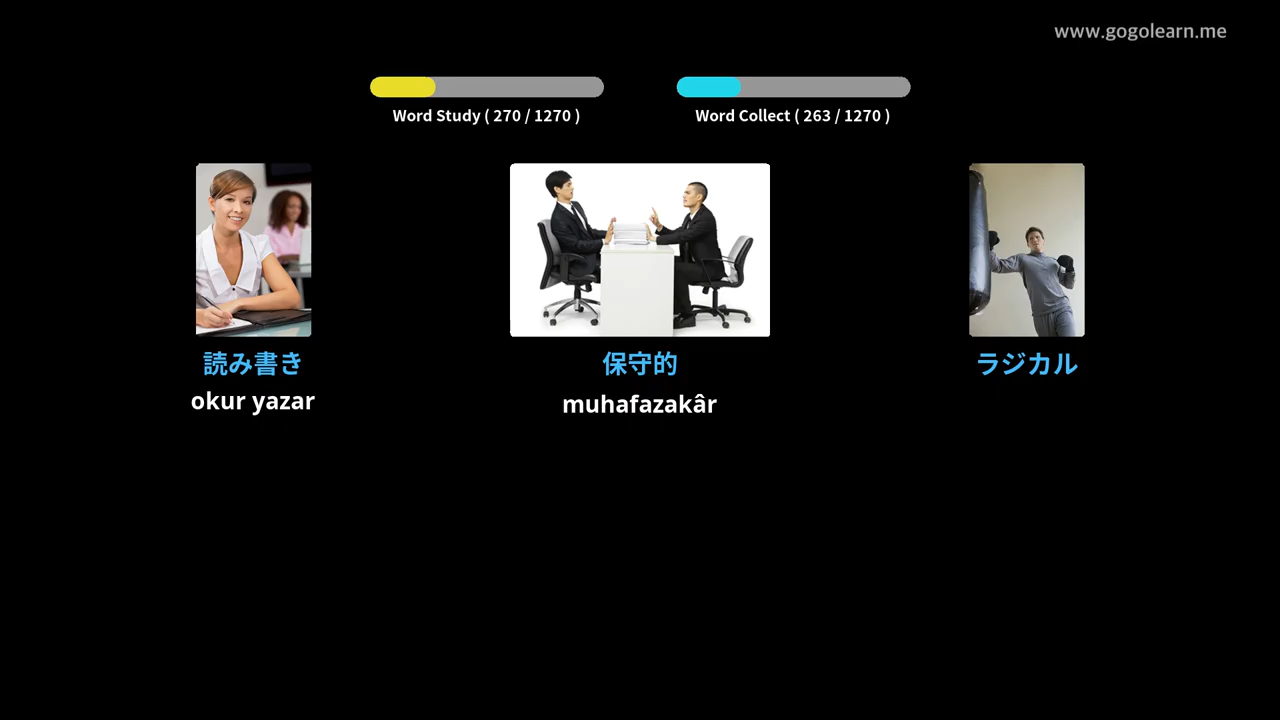 www.gogolearn.me
Word Study ( 270 / 1270 )
Word Collect ( 263 / 1270 )
読み書き
保守的
ラジカル
okur yazar
muhafazakâr